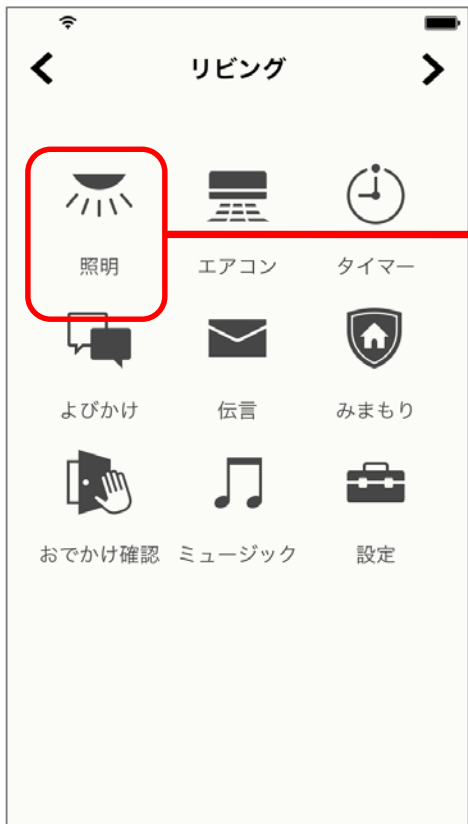 リビング
照明 エアコン タイマー
よびかけ 伝言 みまもり
おでかけ確認 ミュージック 設定